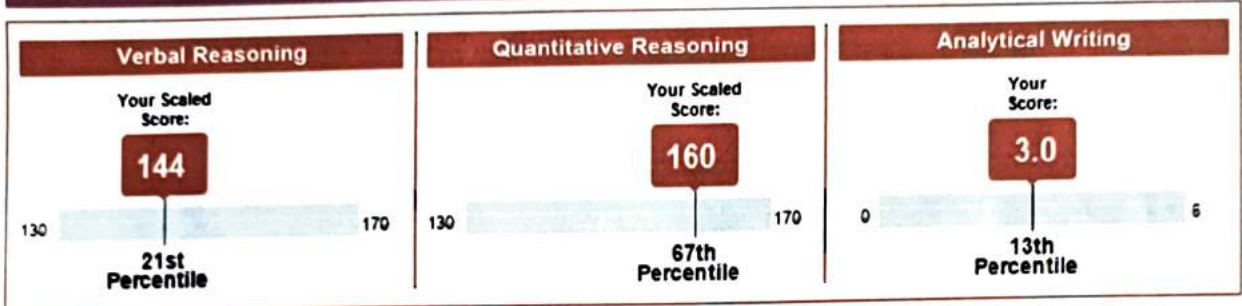 Verbal Reasoning
Your Scaled
Score:
144
130
170
21st
Percentile
Quantitative Reasoning
Your Scaled
Score:
160
130
170
67th
Percentile
Analytical Writing
Your
Score:
3.0
0
6
13th
Percentile